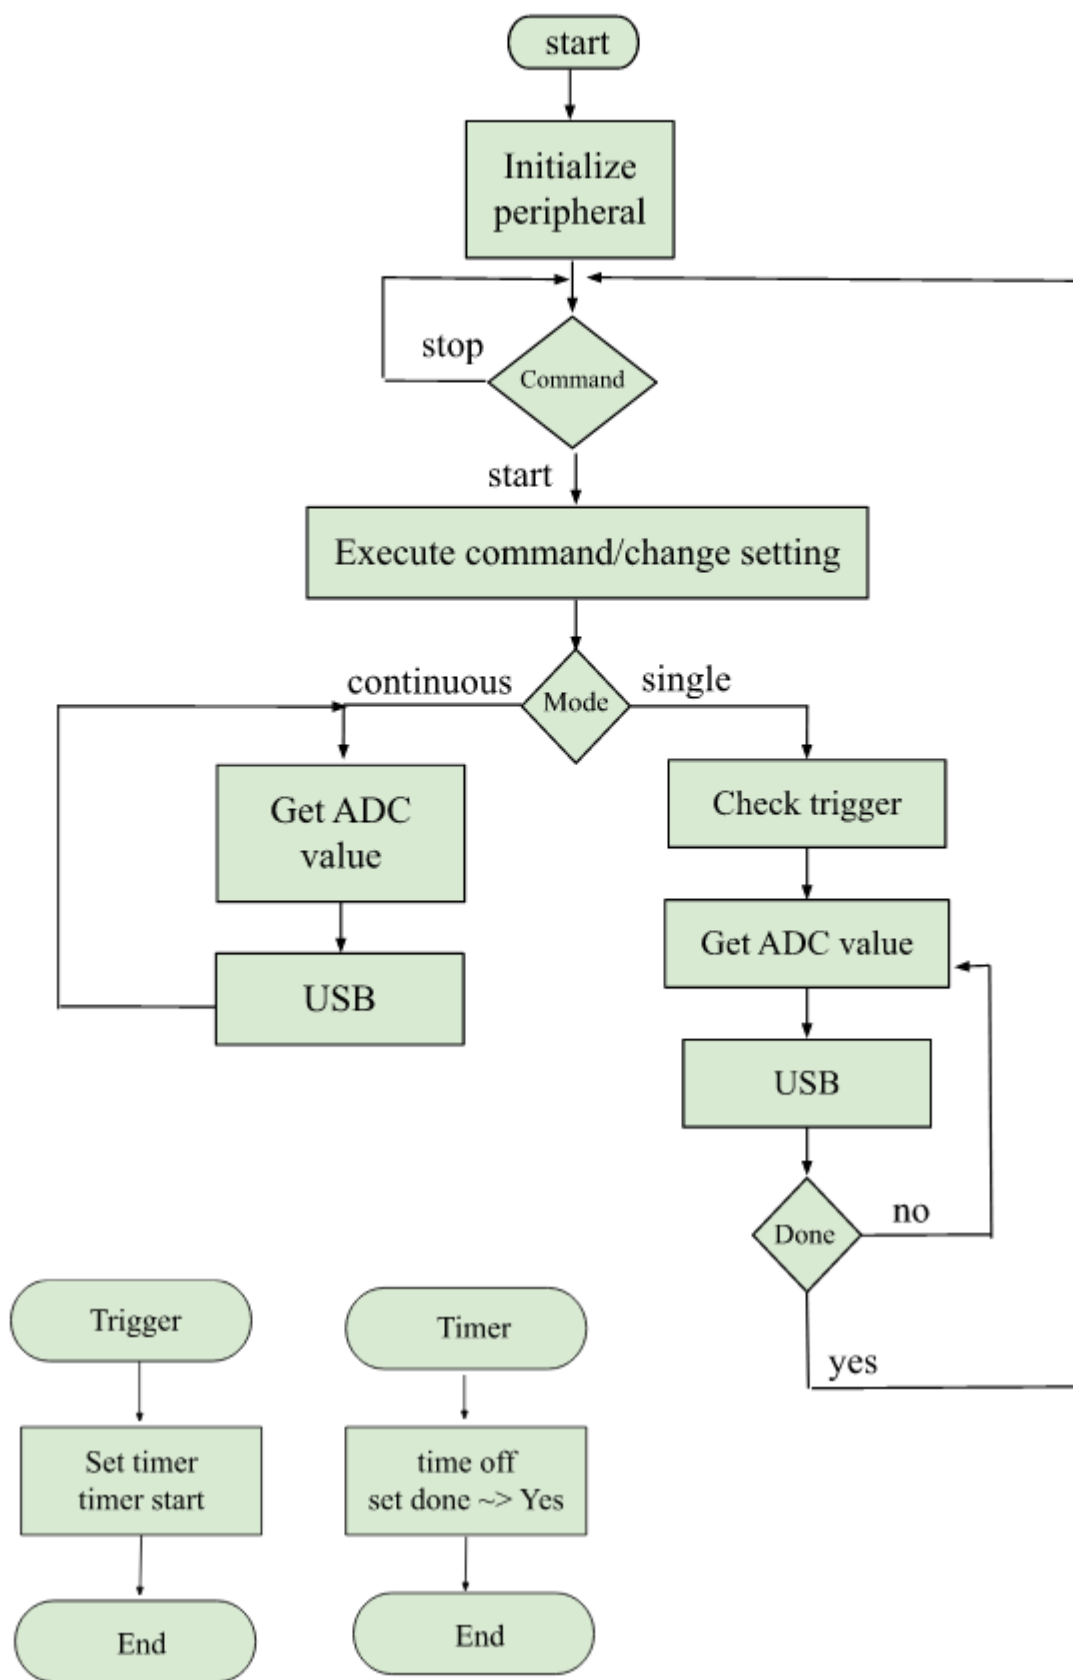 start
Initialize
peripheral
stop
Command
start
Execute command/change setting
continuous
Mode
single
Get ADC
value
USB
Check trigger
Get ADC value
USB
Done
no
yes
Trigger
Set timer
timer start
End
Timer
time off
set done ~> Yes
End